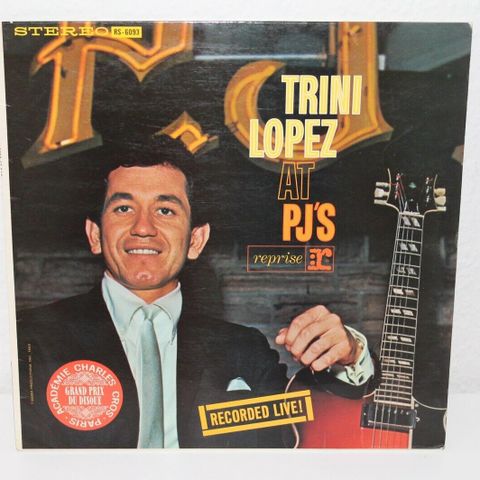 STEREO RS-6093
P.J
TRINI
LOPEZ
AT
PJ'S
reprise r:
ACADÉMIE CHARLES CROS · PARIS
GRAND PRIX
DU DISQUE
RECORDED LIVE!